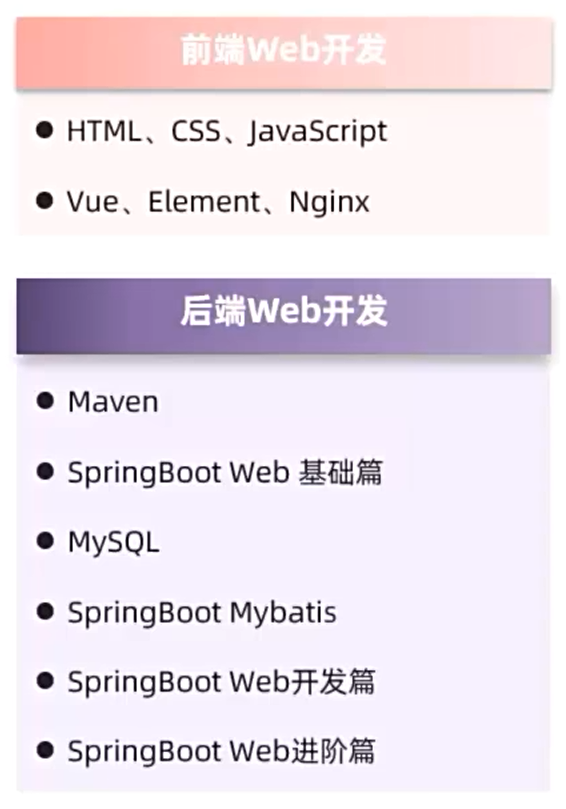 前端Web开发
HTML、CSS、JavaScript
Vue、Element、Nginx
后端Web开发
Maven
SpringBoot Web 基础篇
MySQL
SpringBoot Mybatis
SpringBoot Web开发篇
SpringBoot Web进阶篇